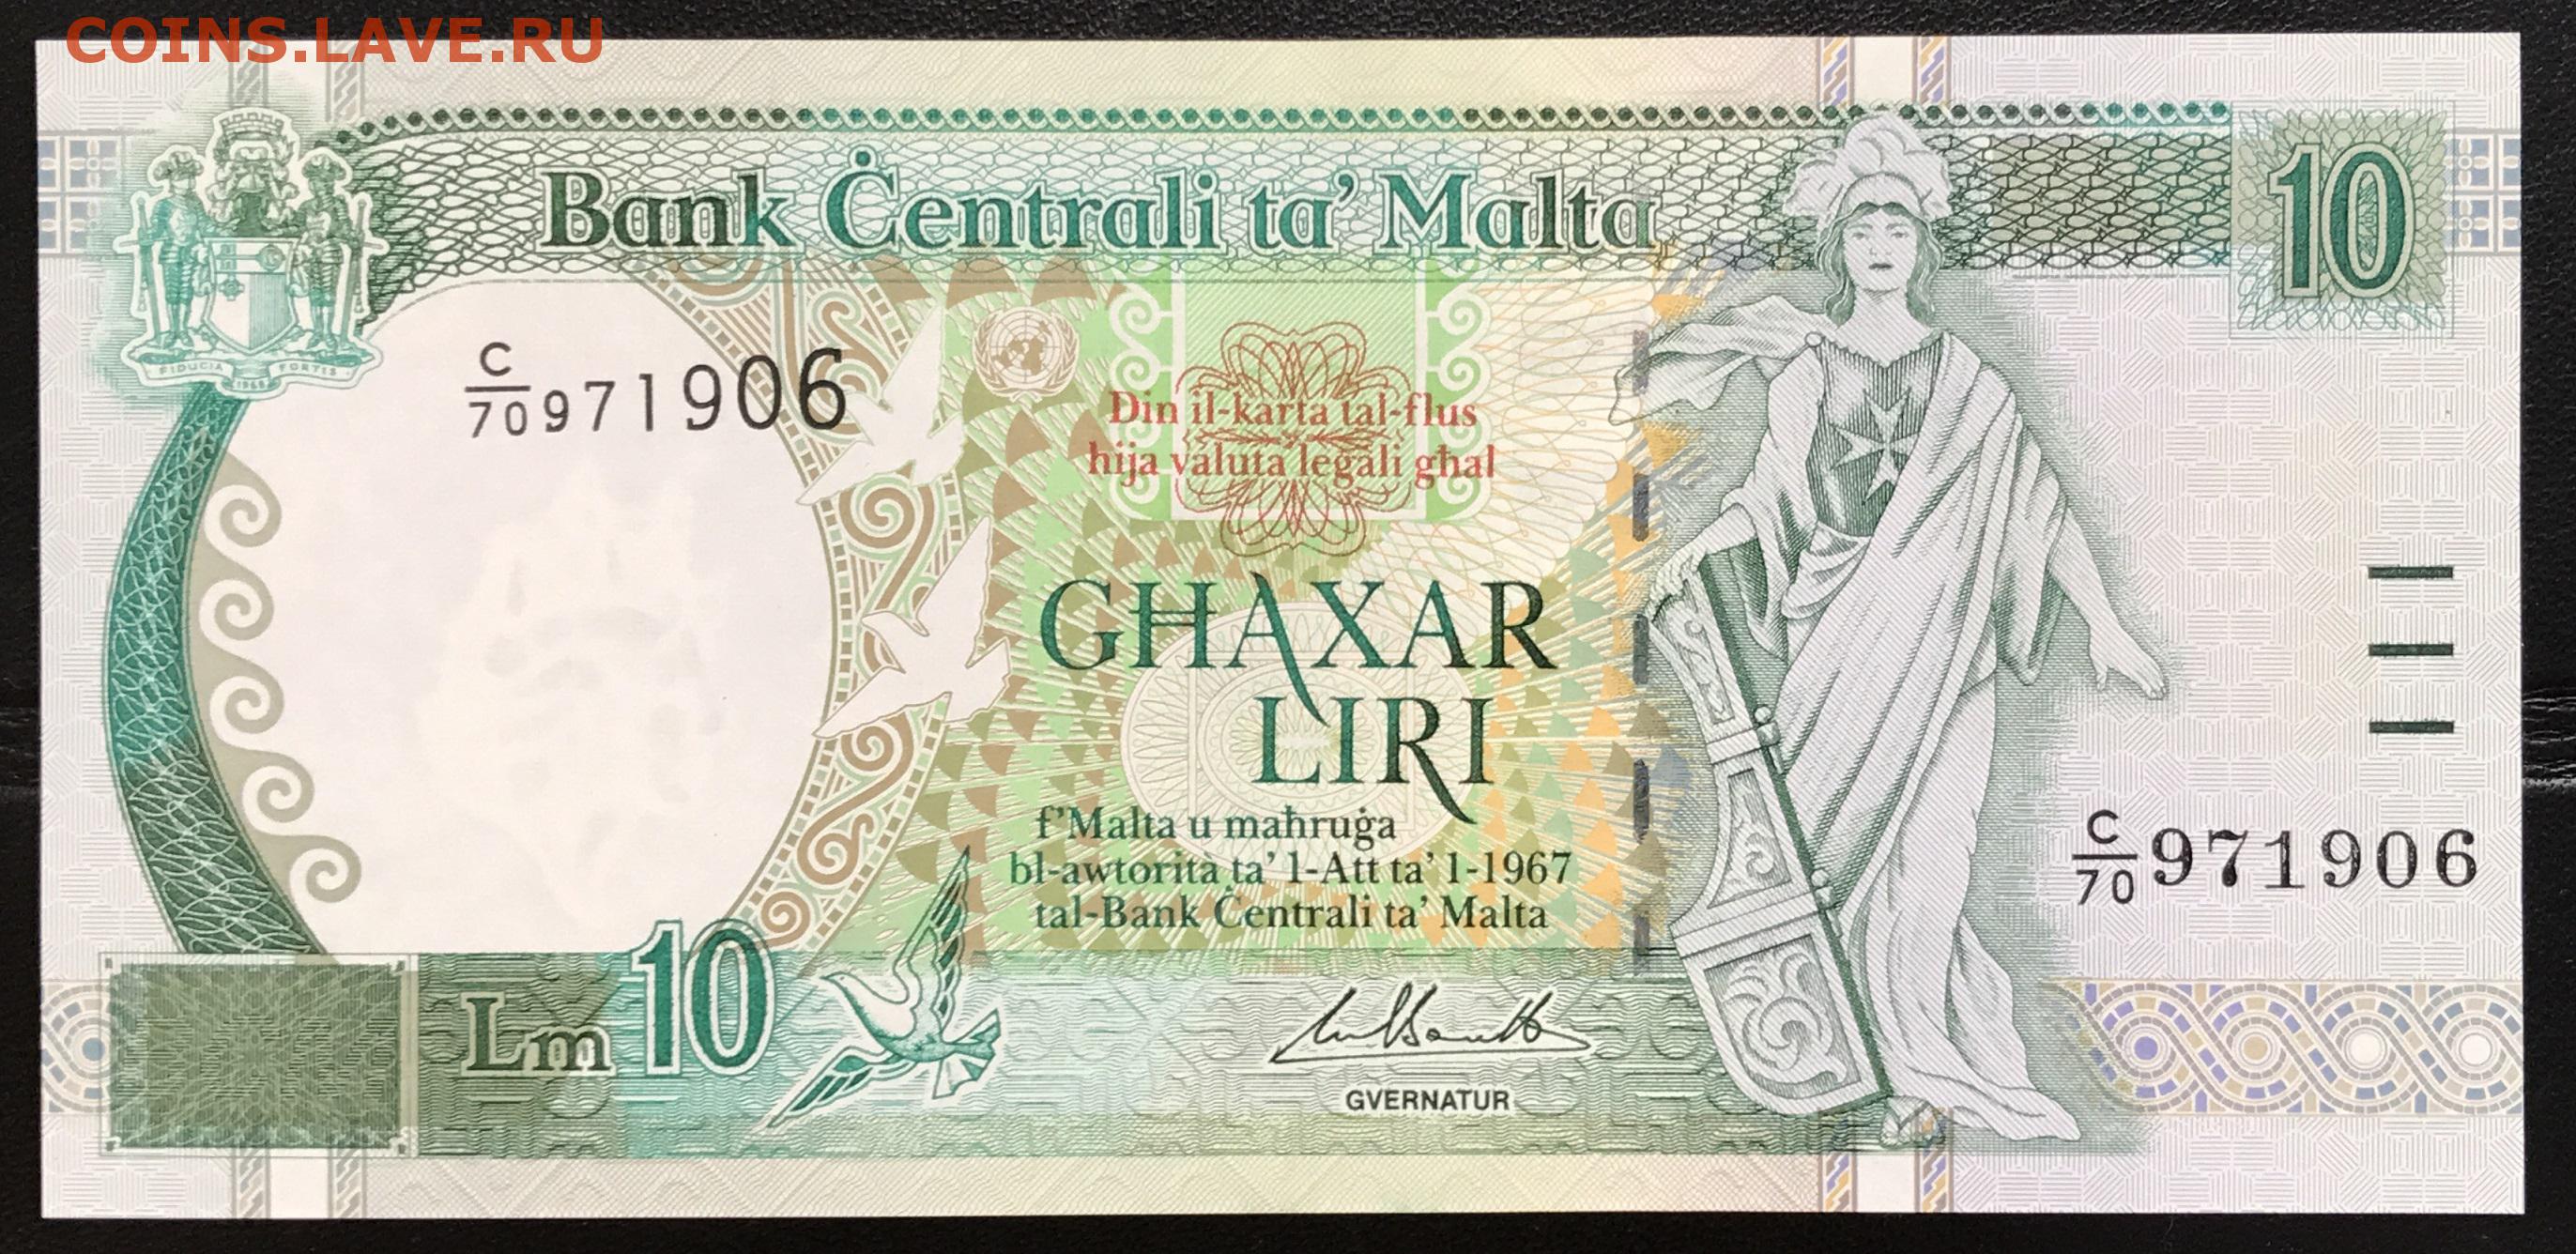 COINS.LAVE.RU
Bank Ċentrali ta' Malta
10
FIDUCIA FORTIS
C/70 971906
Din il-karta tal-flus
hija valuta legali għal
GĦAXAR
LIRI
f'Malta u maħruġa
bl-awtorità ta' l-Att ta' l-1967
tal-Bank Ċentrali ta' Malta
C/70 971906
Lm 10
GVERNATUR